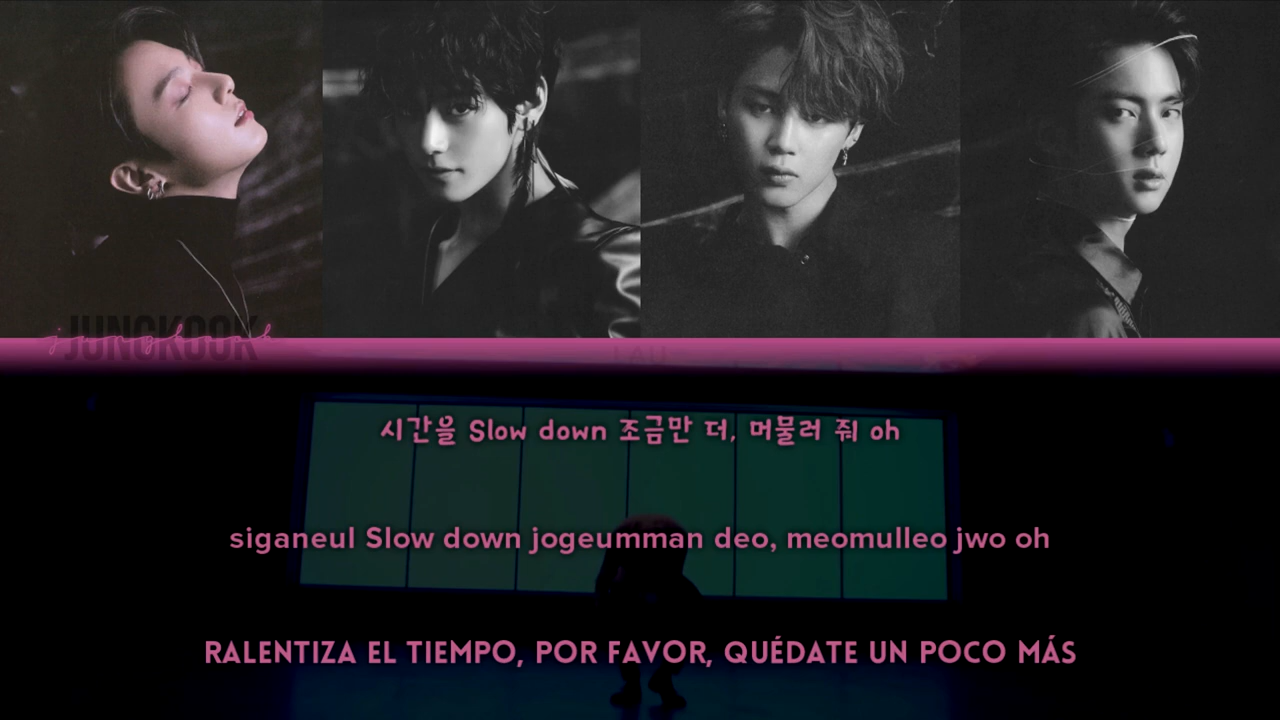 JUNGKOOK
jungkook
시간을 Slow down 조금만 더, 머물러 줘 oh
siganeul Slow down jogeumman deo, meomulleo jwo oh
RALENTIZA EL TIEMPO, POR FAVOR, QUÉDATE UN POCO MÁS